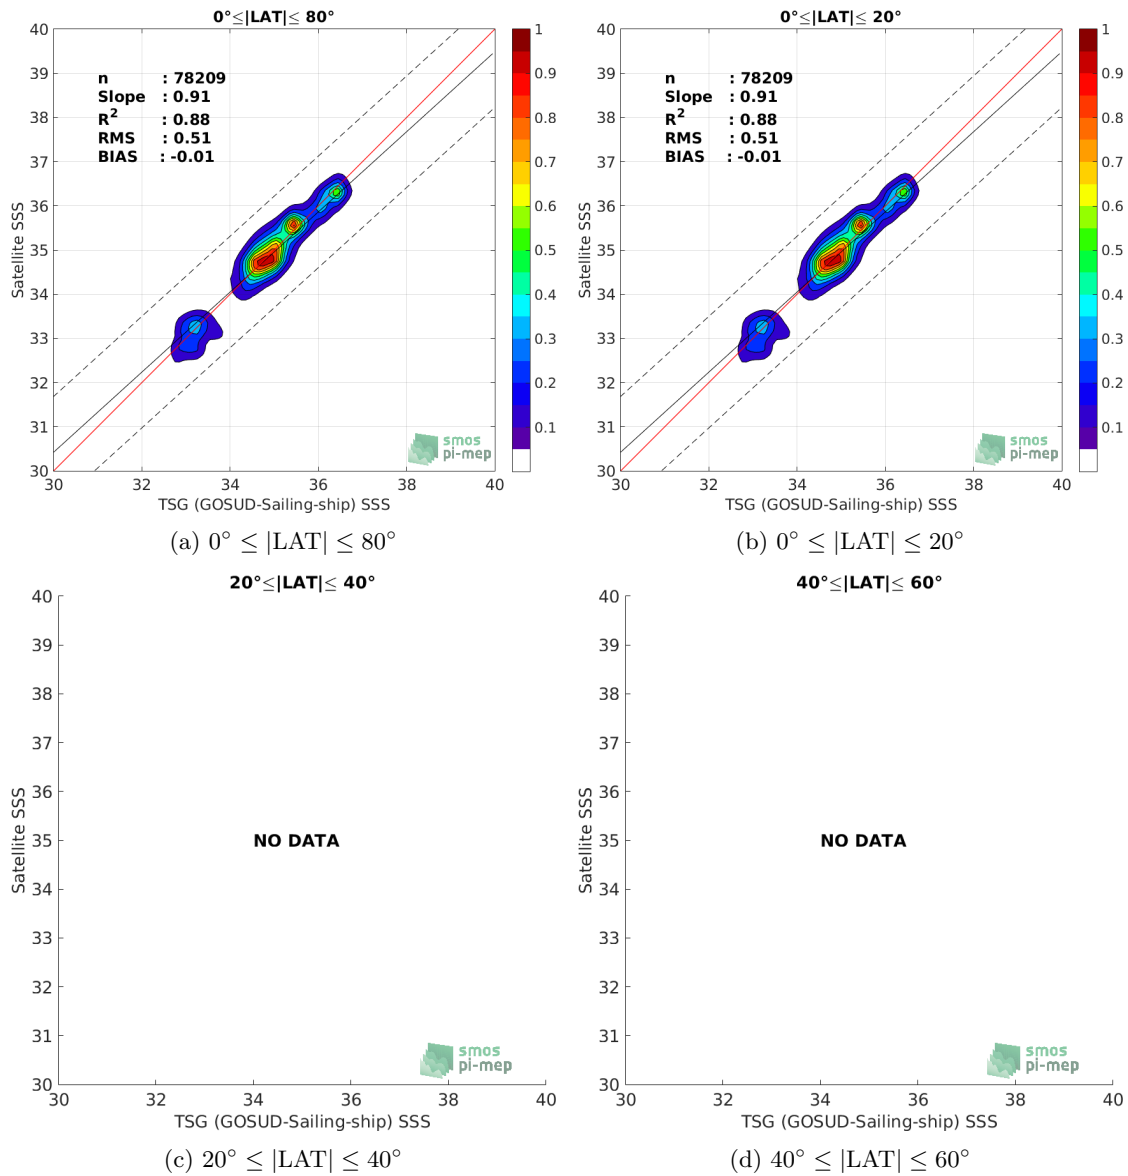 0°≤|LAT|≤ 80°
40
39
38
37
36
35
34
33
32
31
30
Satellite SSS
n : 78209
Slope : 0.91
R² : 0.88
RMS : 0.51
BIAS : -0.01
1
0.9
0.8
0.7
0.6
0.5
0.4
0.3
0.2
0.1
smos
pi-mep
30 32 34 36 38 40
TSG (GOSUD-Sailing-ship) SSS
(a) 0° ≤ |LAT| ≤ 80°
0°≤|LAT|≤ 20°
40
39
38
37
36
35
34
33
32
31
30
Satellite SSS
n : 78209
Slope : 0.91
R² : 0.88
RMS : 0.51
BIAS : -0.01
1
0.9
0.8
0.7
0.6
0.5
0.4
0.3
0.2
0.1
smos
pi-mep
30 32 34 36 38 40
TSG (GOSUD-Sailing-ship) SSS
(b) 0° ≤ |LAT| ≤ 20°
20°≤|LAT|≤ 40°
40
39
38
37
36
35
34
33
32
31
30
Satellite SSS
NO DATA
smos
pi-mep
30 32 34 36 38 40
TSG (GOSUD-Sailing-ship) SSS
(c) 20° ≤ |LAT| ≤ 40°
40°≤|LAT|≤ 60°
40
39
38
37
36
35
34
33
32
31
30
Satellite SSS
NO DATA
smos
pi-mep
30 32 34 36 38 40
TSG (GOSUD-Sailing-ship) SSS
(d) 40° ≤ |LAT| ≤ 60°